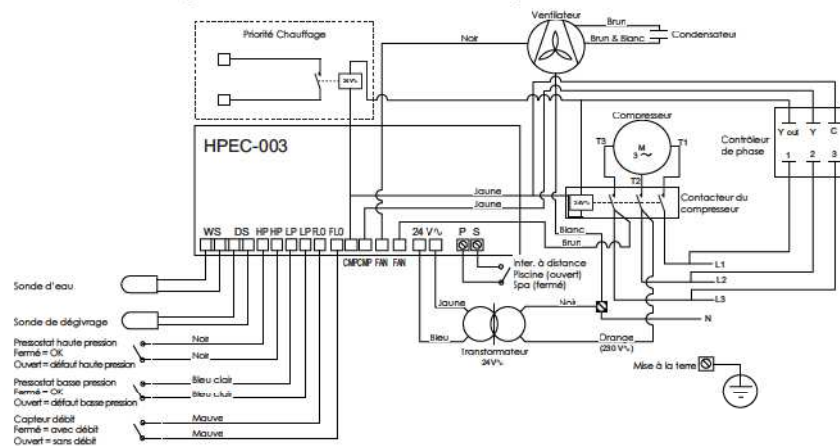 Ventilateur
Brun
Brun & Blanc
Condensateur
Noir
Priorité Chauffage
24V∿
HPEC-003
Compresseur
M
3 ∿
T3
T1
T2
Y out
Y
C
1
2
3
Contrôleur
de phase
Jaune
Jaune
24V∿
Contacteur du
compresseur
Blanc
Brun
WS
DS
HP
HP
LP
LP
FLO
FLO
CMP
CMP
FAN
FAN
24 V∿
P
S
Inter. à distance
Piscine (ouvert)
Spa (fermé)
L1
L2
L3
N
Sonde d'eau
Sonde de dégivrage
Jaune
Noir
Bleu
Transformateur
24V∿
Orange
(230 V∿)
Mise à la terre
Pressostat haute pression
Fermé = OK
Ouvert = défaut haute pression
Noir
Noir
Pressostat basse pression
Fermé = OK
Ouvert = défaut basse pression
Bleu clair
Bleu clair
Capteur débit
Fermé = avec débit
Ouvert = sans débit
Mauve
Mauve